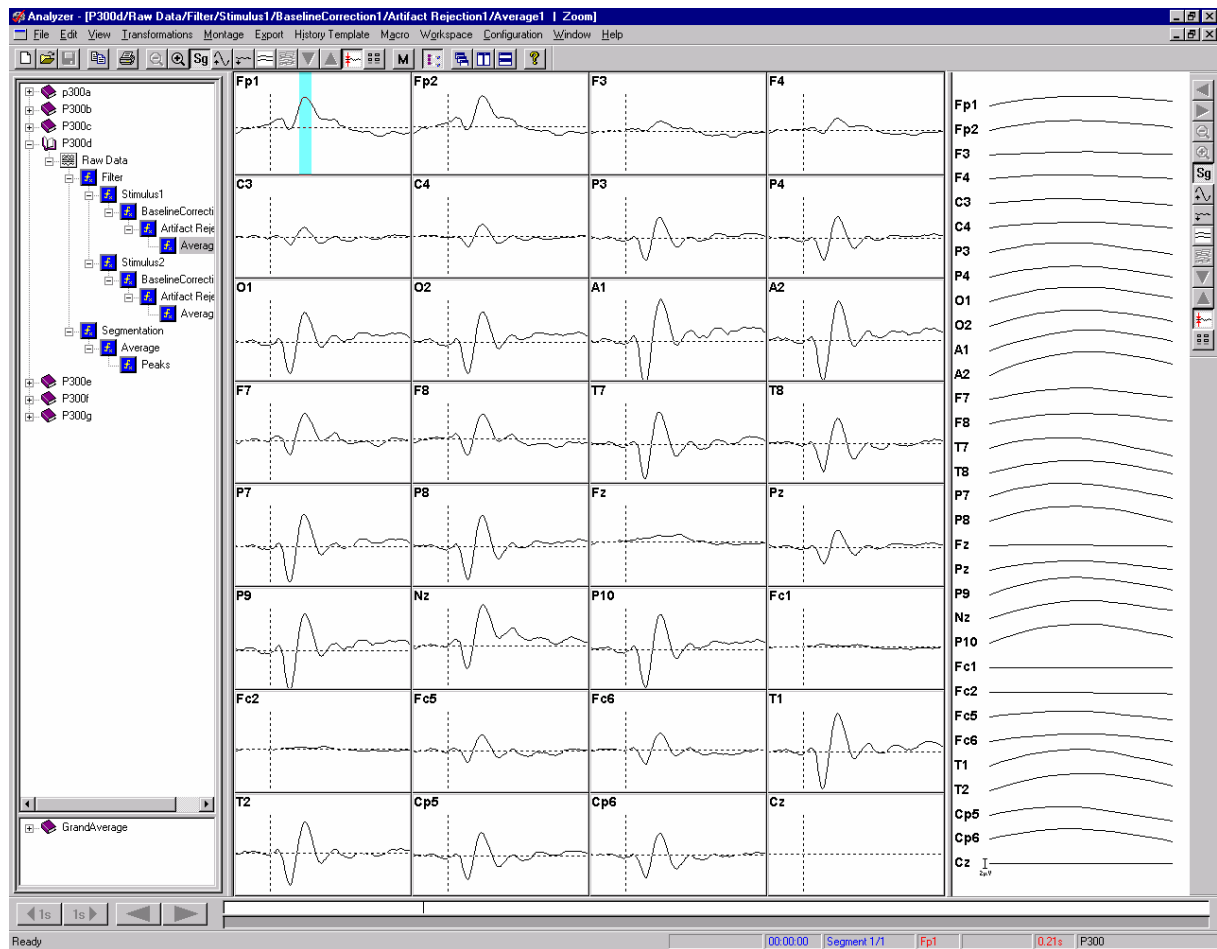 Analyzer - [P300d/Raw Data/Filter/Stimulus1/BaselineCorrection1/Artifact Rejection1/Average1 | Zoom]
File Edit View Transformations Montage Export History Template Macro Workspace Configuration Window Help
Sg M ?
p300a
P300b
P300c
P300d
Raw Data
Filter
Stimulus1
BaselineCorrecti
Artifact Reje
Averag
Stimulus2
BaselineCorrecti
Artifact Reje
Averag
Segmentation
Average
Peaks
P300e
P300f
P300g
GrandAverage
Fp1 Fp2 F3 F4
C3 C4 P3 P4
O1 O2 A1 A2
F7 F8 T7 T8
P7 P8 Fz Pz
P9 Nz P10 Fc1
Fc2 Fc5 Fc6 T1
T2 Cp5 Cp6 Cz
Fp1
Fp2
F3
F4
C3
C4
P3
P4
O1
O2
A1
A2
F7
F8
T7
T8
P7
P8
Fz
Pz
P9
Nz
P10
Fc1
Fc2
Fc5
Fc6
T1
T2
Cp5
Cp6
Cz
2µV
Sg
1s 1s
Ready 00:00:00 Segment 1/1 Fp1 0.21s P300